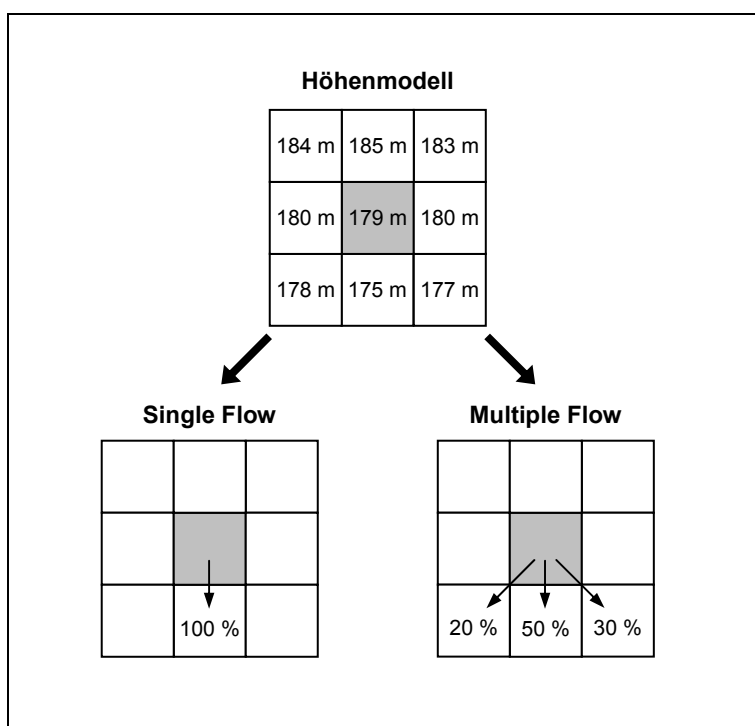 Höhenmodell
184 m 185 m 183 m
180 m 179 m 180 m
178 m 175 m 177 m
Single Flow
100 %
Multiple Flow
20 % 50 % 30 %